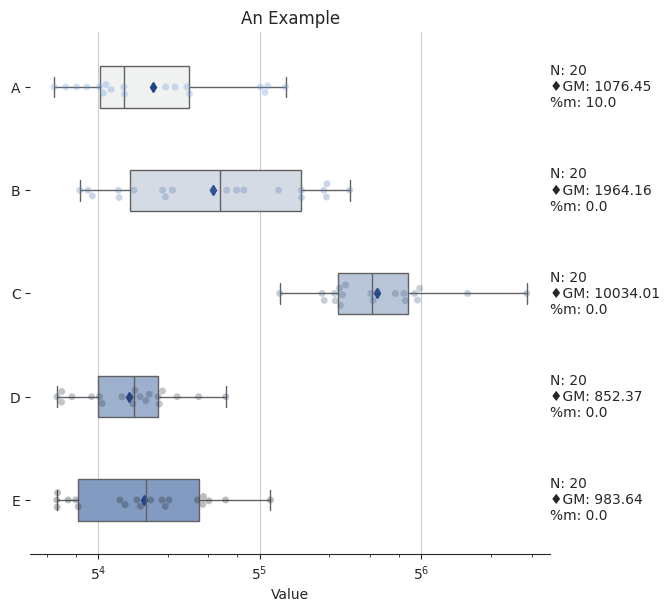 An Example
A
N: 20
♦GM: 1076.45
%m: 10.0
B
N: 20
♦GM: 1964.16
%m: 0.0
C
N: 20
♦GM: 10034.01
%m: 0.0
D
N: 20
♦GM: 852.37
%m: 0.0
E
N: 20
♦GM: 983.64
%m: 0.0
5⁴ 5⁵ 5⁶
Value